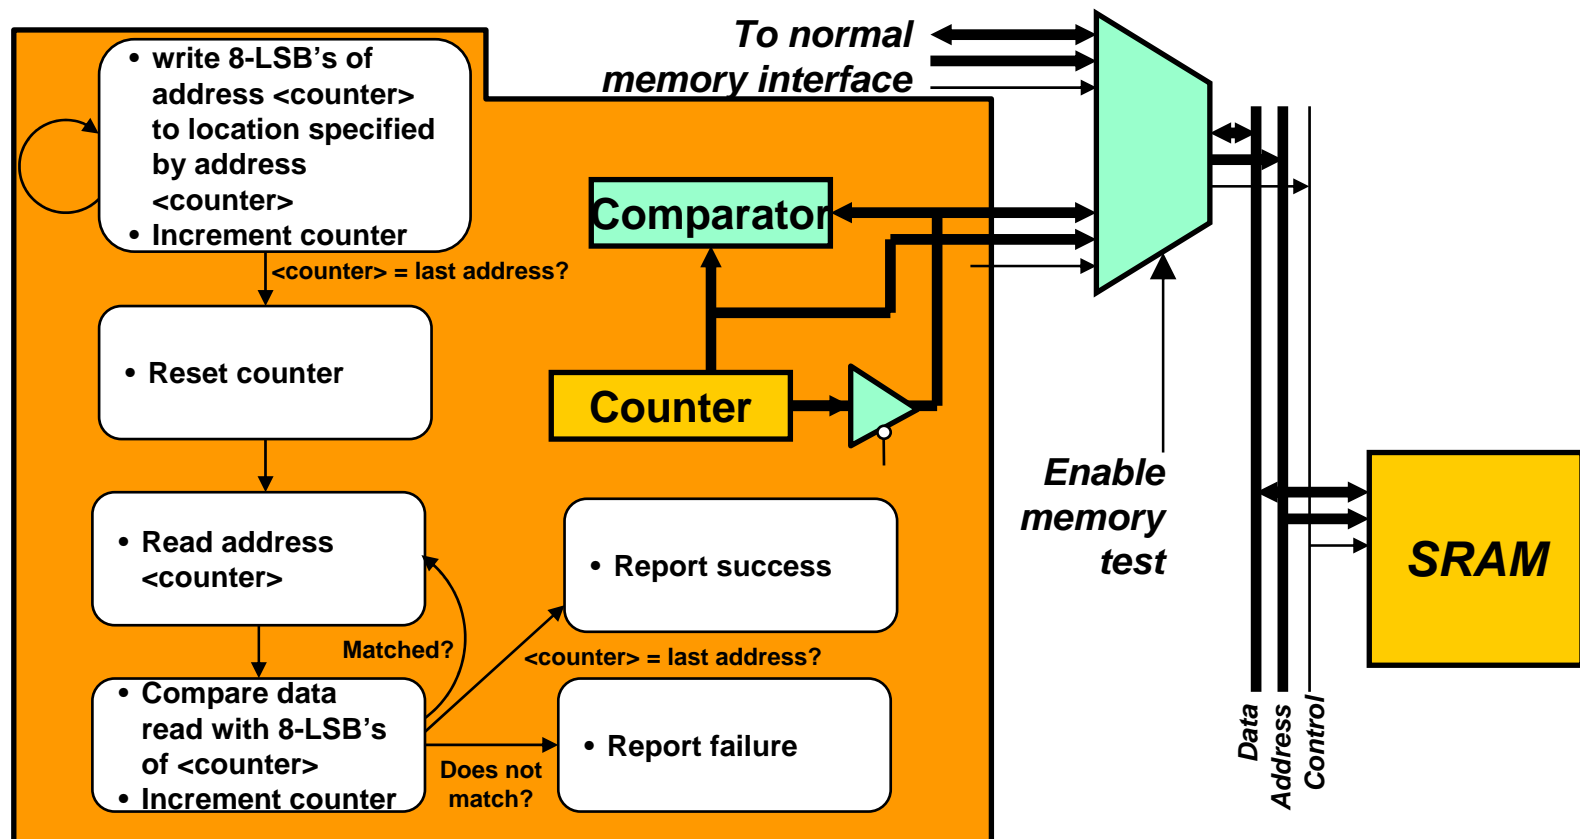 • write 8-LSB’s of
address <counter>
to location specified
by address
<counter>
• Increment counter
<counter> = last address?
• Reset counter
• Read address
<counter>
Matched?
• Compare data
read with 8-LSB’s
of <counter>
• Increment counter
• Report success
<counter> = last address?
• Report failure
Does not
match?
To normal
memory interface
Comparator
Counter
Enable
memory
test
SRAM
Data
Address
Control